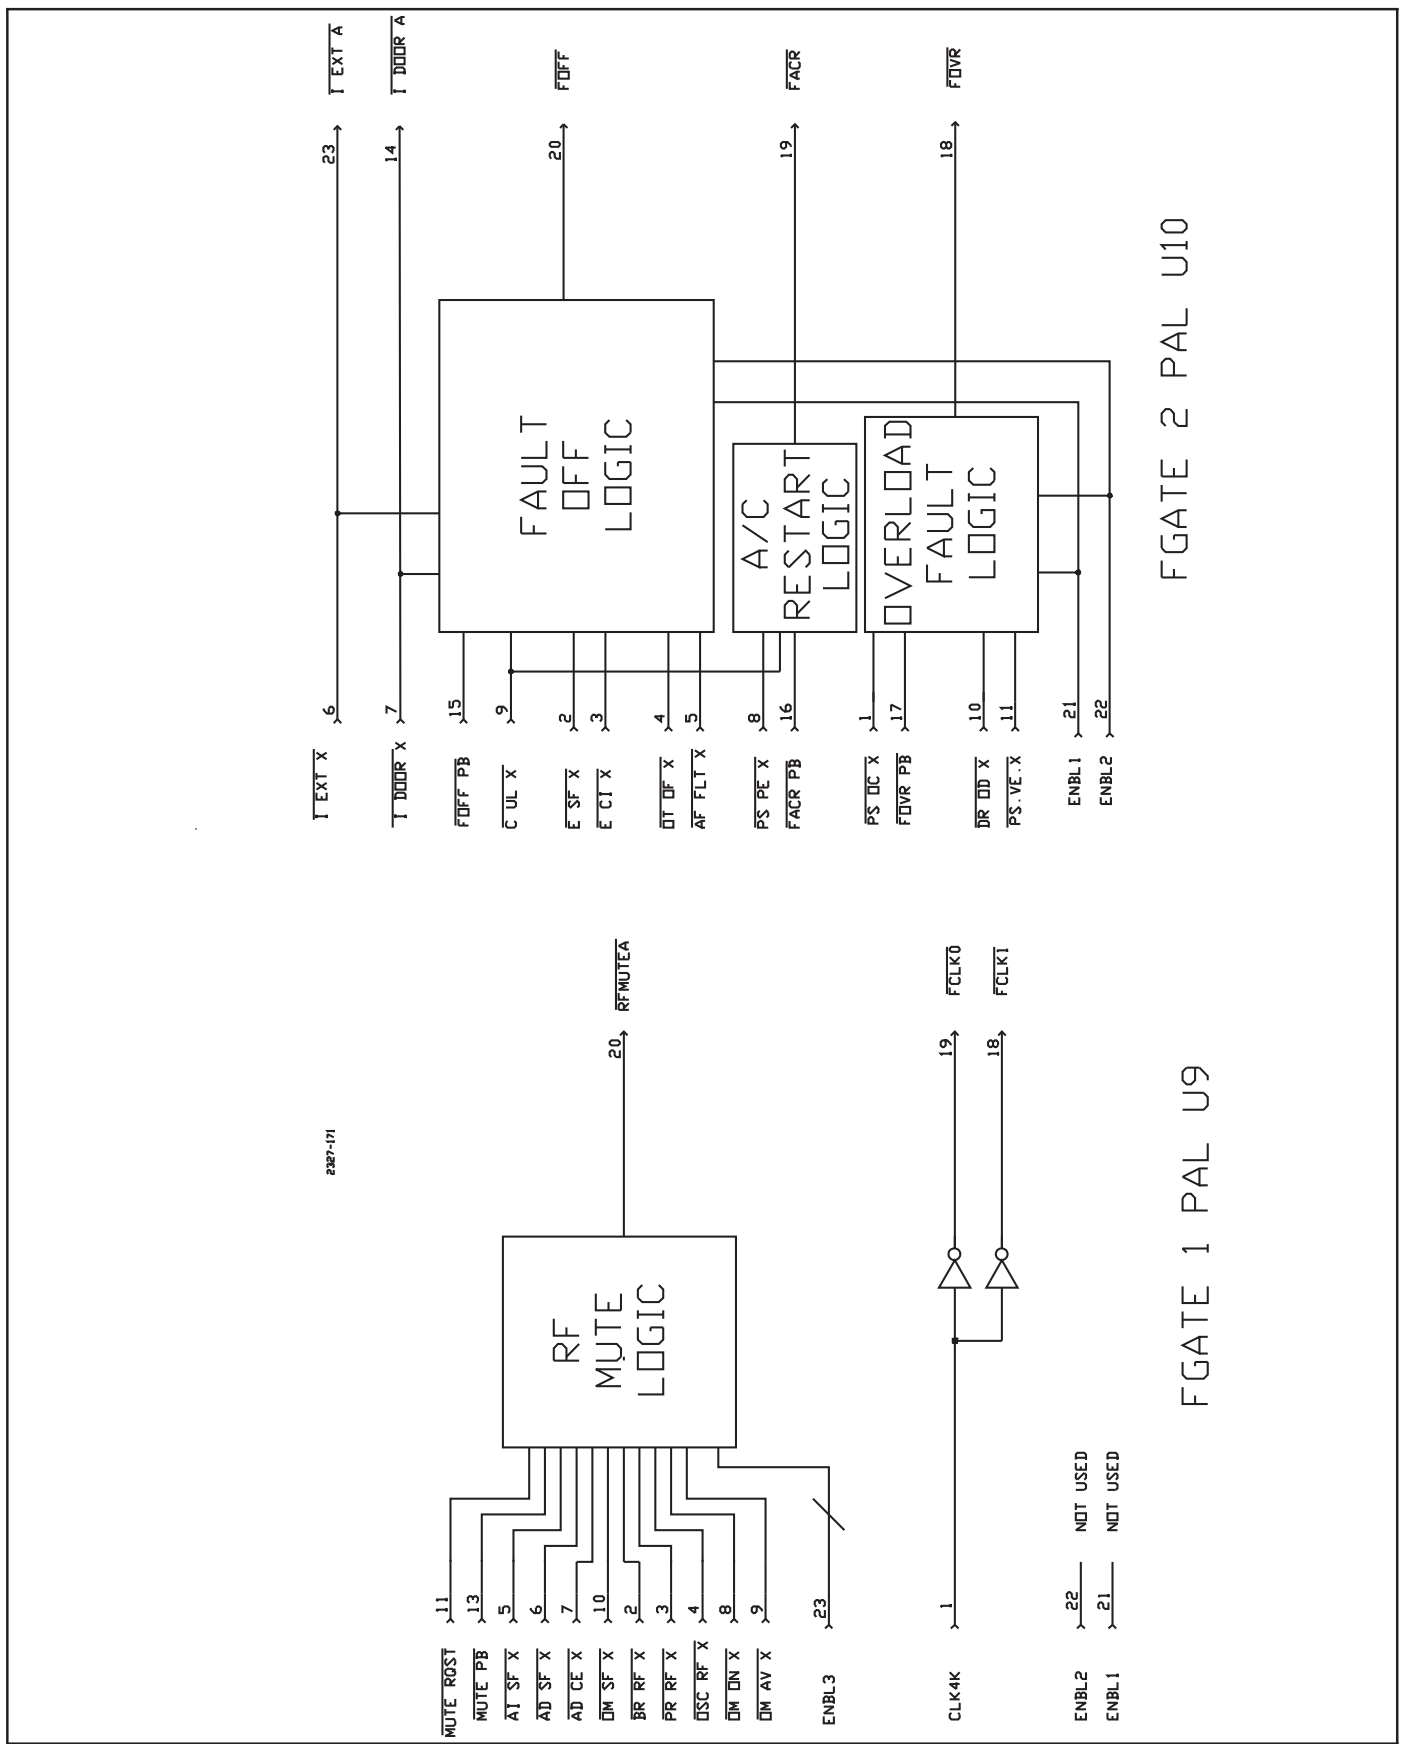 I EXT X
6
23
I EXT A
I DOOR X
7
14
I DOOR A
FOFF PB
15
C UL X
9
E SF X
2
E CI X
3
OT OF X
4
AF FLT X
5
FAULT
OFF
LOGIC
20
FOFF
PS PE X
8
FACR PB
16
A/C
RESTART
LOGIC
19
FACR
PS OC X
1
FOVR PB
17
DR OD X
10
PS.VE..X
11
OVERLOAD
FAULT
LOGIC
18
FOVR
ENBL1
21
ENBL2
22
FGATE 2 PAL U10
2327-171
MUTE RQST
11
MUTE PB
13
AI SF X
5
AD SF X
6
AD CE X
7
OM SF X
10
BR RF X
2
PR RF X
3
OSC RF X
4
OM ON X
8
OM AV X
9
ENBL3
23
RF
MUTE
LOGIC
20
RFMUTEA
CLK4K
1
19
FCLK0
18
FCLK1
ENBL2
22
NOT USED
ENBL1
21
NOT USED
FGATE 1 PAL U9